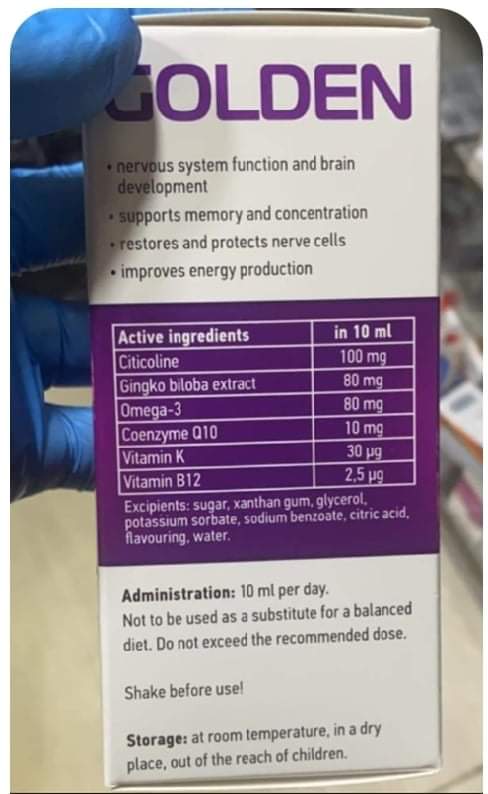 GOLDEN
• nervous system function and brain
development
• supports memory and concentration
• restores and protects nerve cells
• improves energy production
Active ingredients in 10 ml
Citicoline 100 mg
Gingko biloba extract 80 mg
Omega-3 80 mg
Coenzyme Q10 10 mg
Vitamin K 30 µg
Vitamin B12 2,5 µg
Excipients: sugar, xanthan gum, glycerol,
potassium sorbate, sodium benzoate, citric acid,
flavouring, water.
Administration: 10 ml per day.
Not to be used as a substitute for a balanced
diet. Do not exceed the recommended dose.
Shake before use!
Storage: at room temperature, in a dry
place, out of the reach of children.